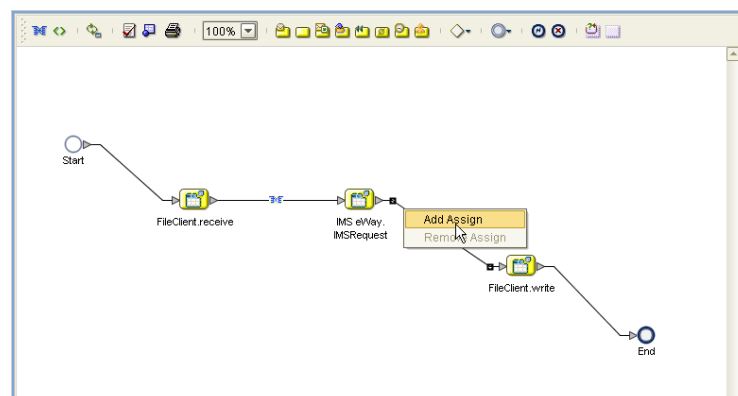 100%
Start
FileClient.receive
IMS eWay.
IMSRequest
Add Assign
Remove Assign
FileClient.write
End